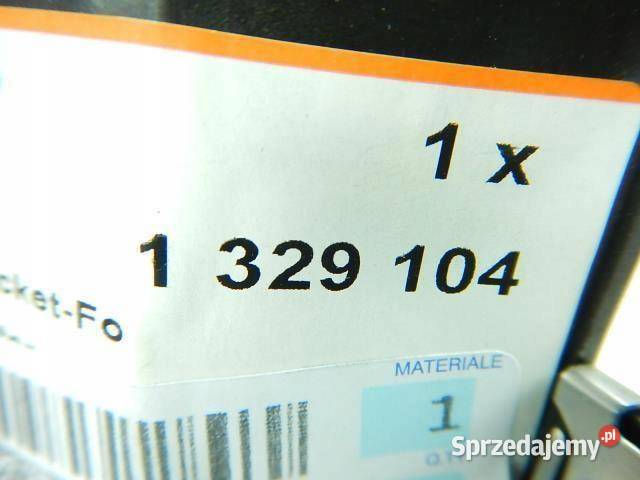 1 x
1 329 104
cket-Fo
MATERIALE
1
Sprzedajemy.pl